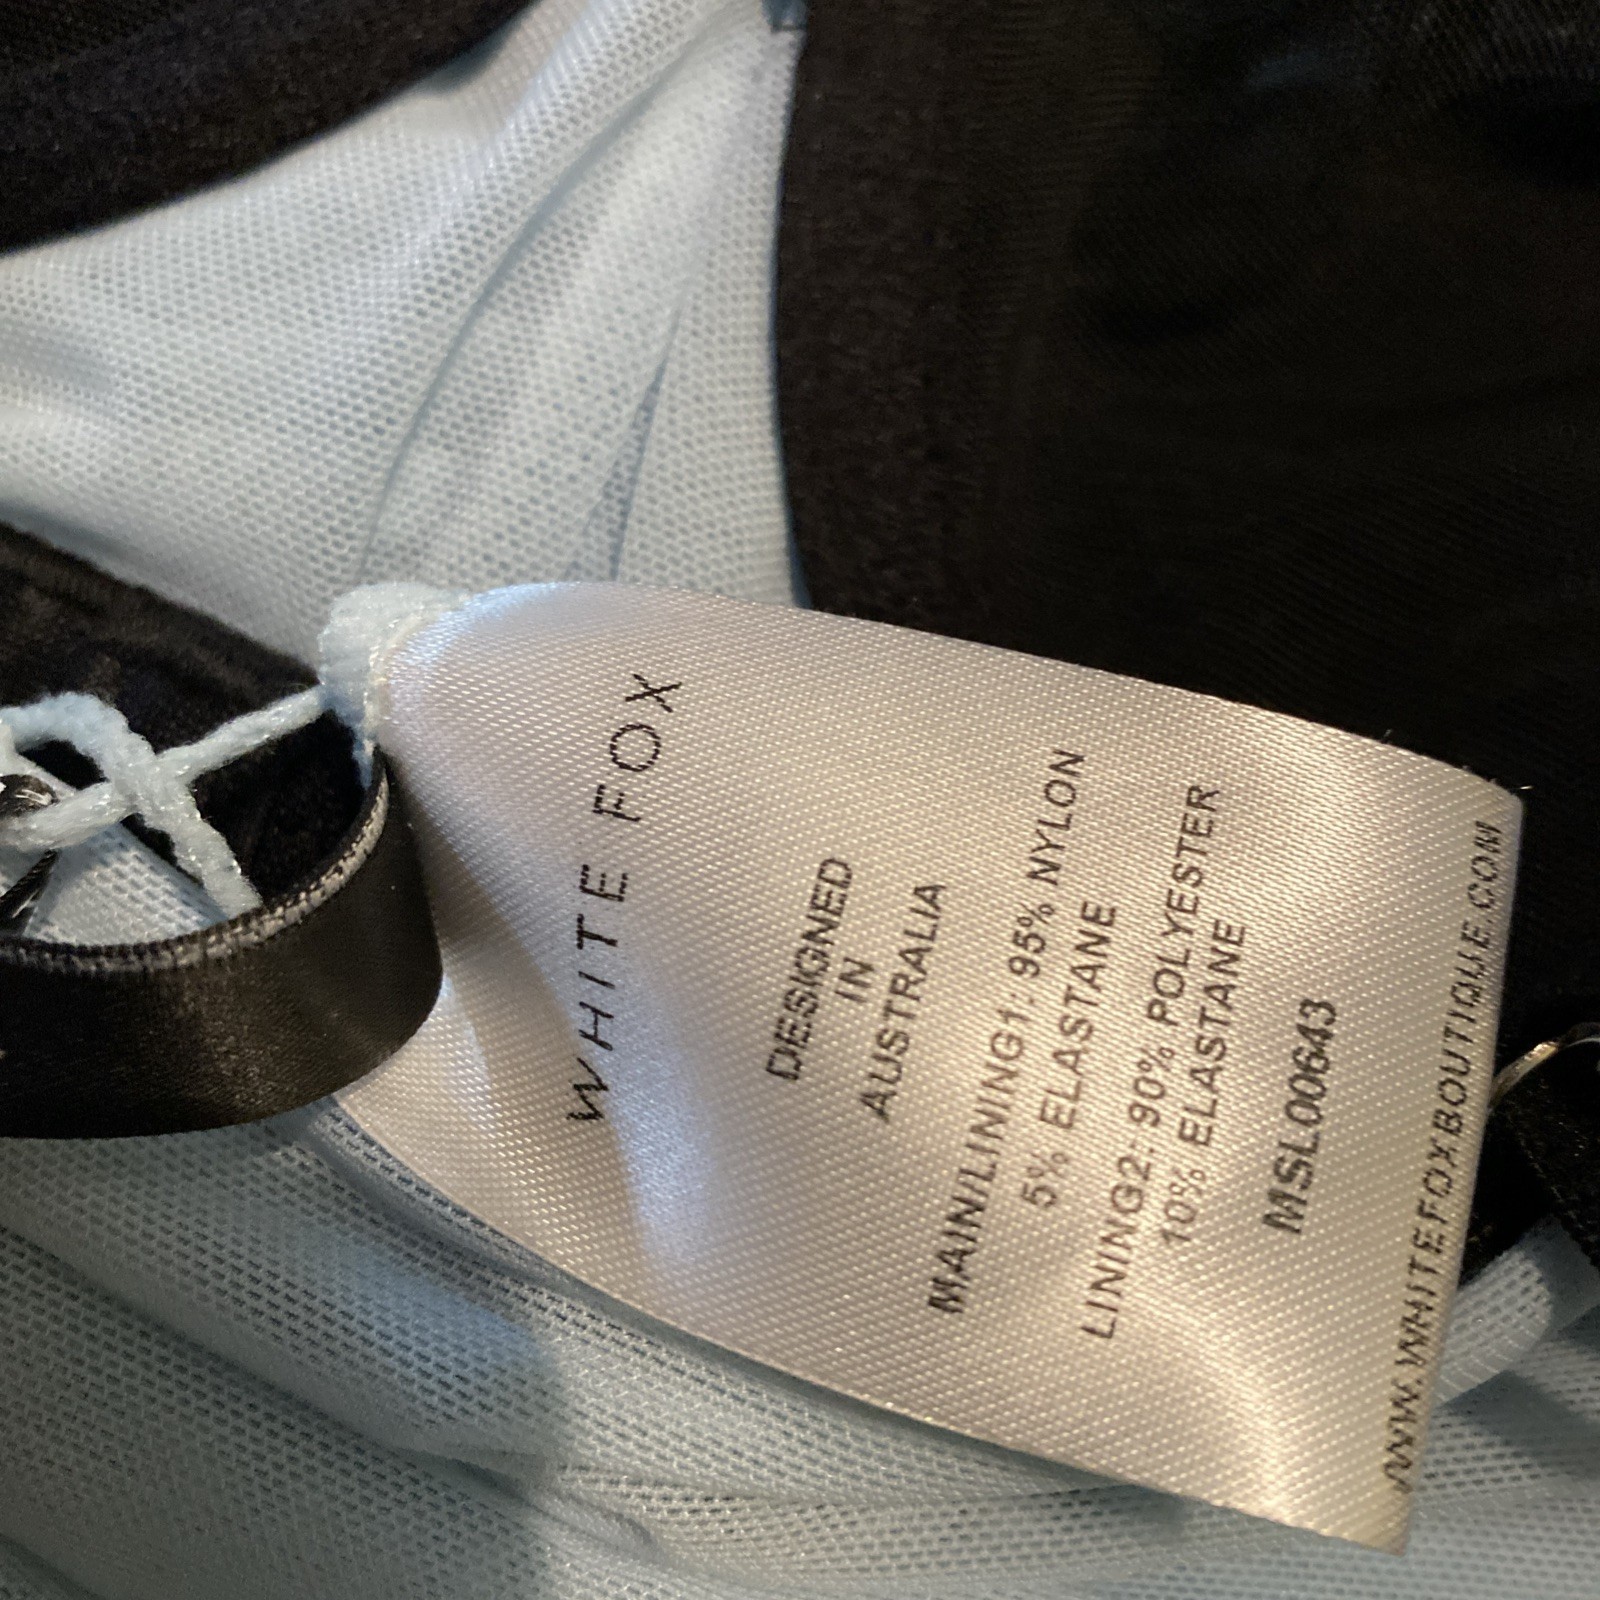 WHITE FOX
DESIGNED
IN
AUSTRALIA
MAIN/LINING1: 95% NYLON
5% ELASTANE
LINING2: 90% POLYESTER
10% ELASTANE
MSL00643
WWW.WHITEFOXBOUTIQUE.COM